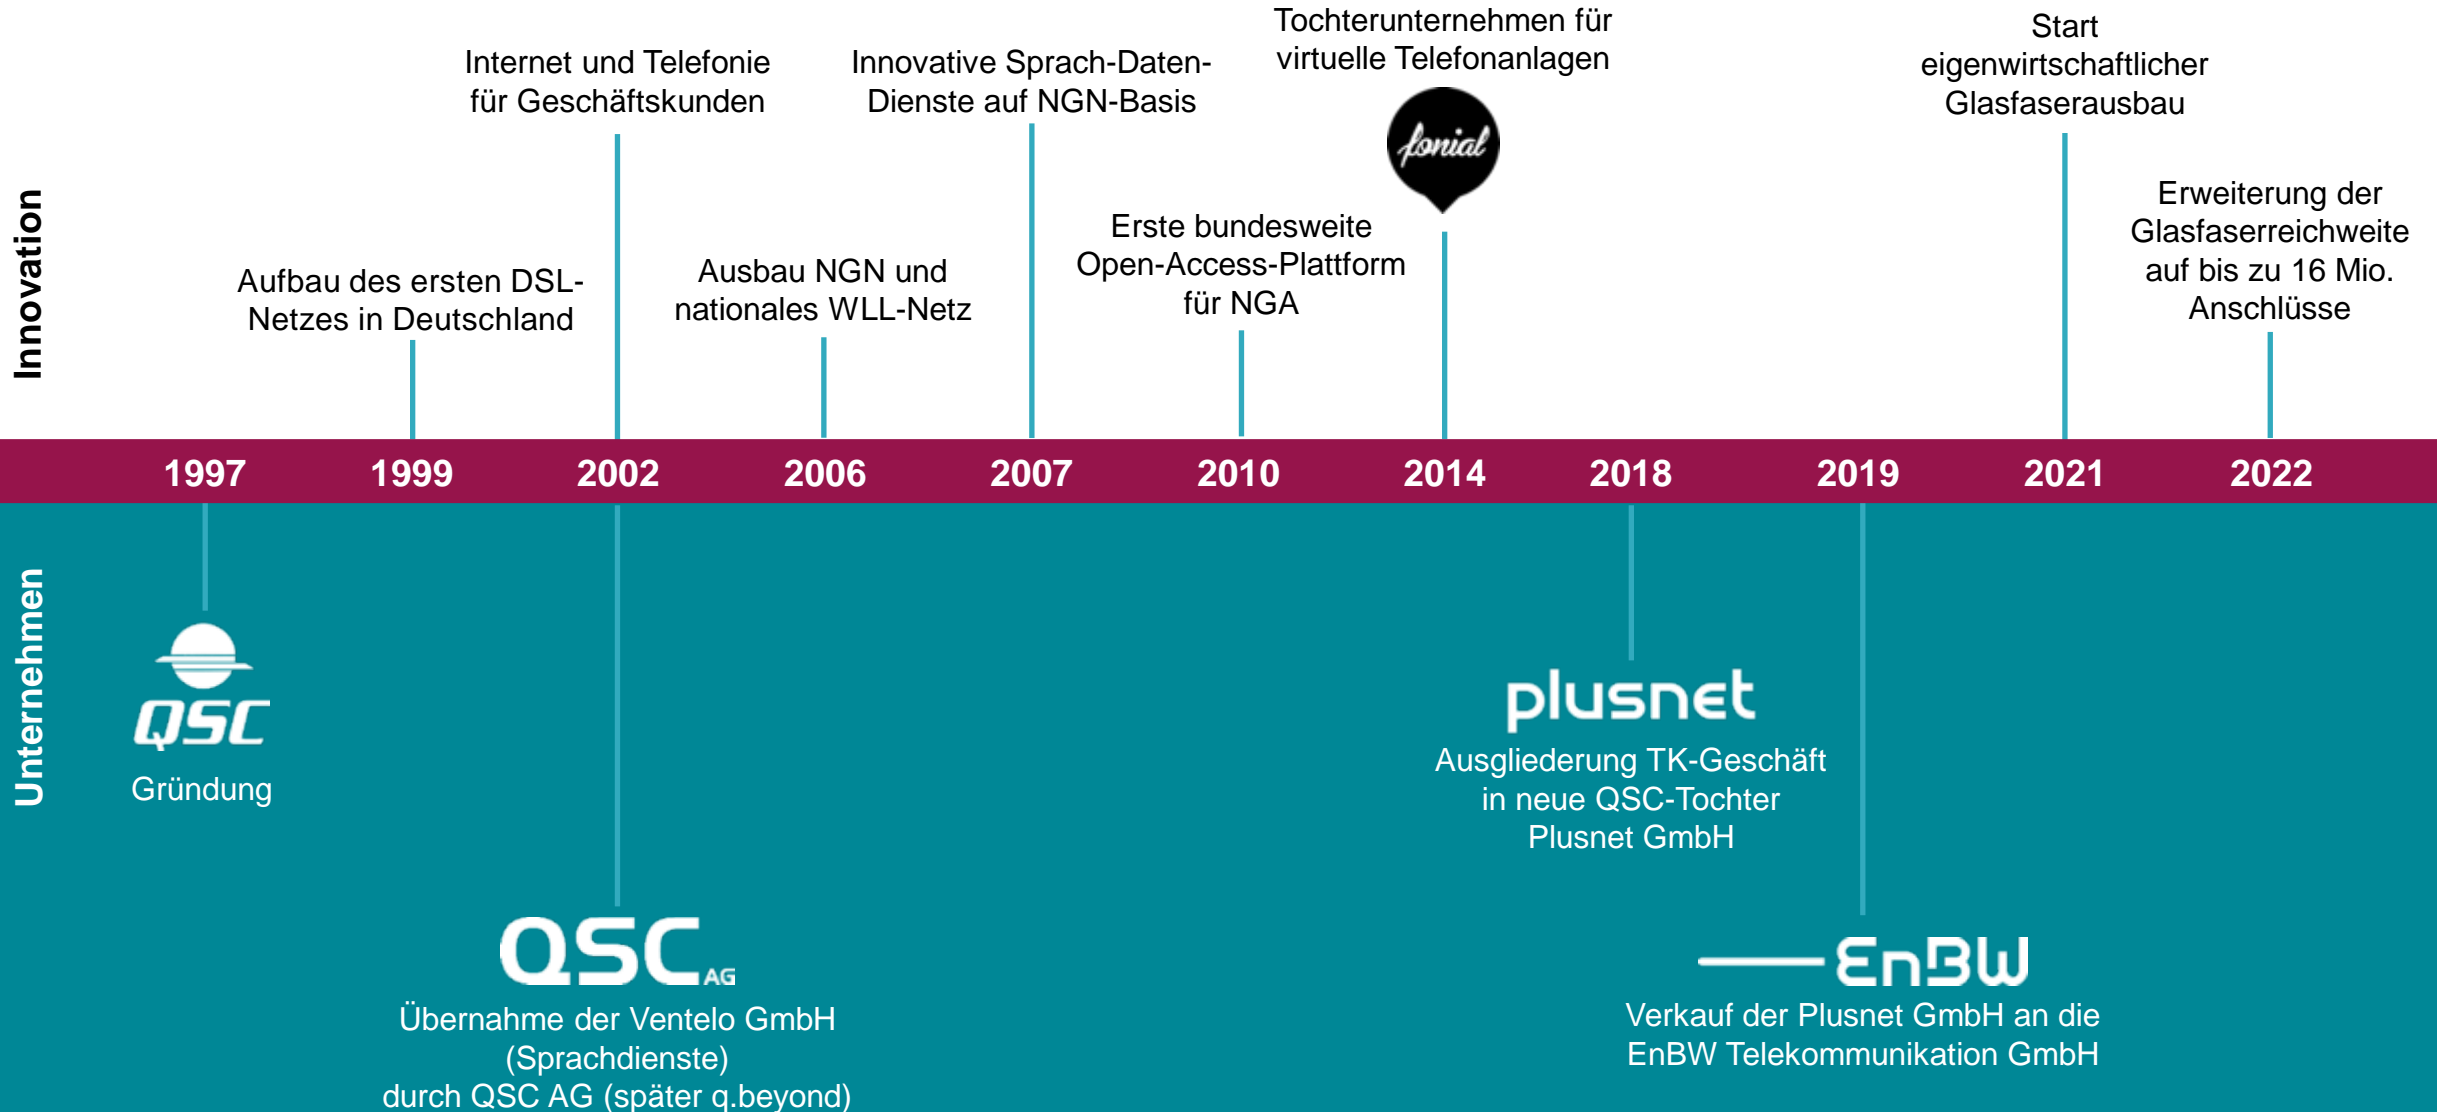 Innovation
Tochterunternehmen für
virtuelle Telefonanlagen
fonial
Start
eigenwirtschaftlicher
Glasfaserausbau
Internet und Telefonie
für Geschäftskunden
Innovative Sprach-Daten-
Dienste auf NGN-Basis
Erweiterung der
Glasfaserreichweite
auf bis zu 16 Mio.
Anschlüsse
Erste bundesweite
Open-Access-Plattform
für NGA
Aufbau des ersten DSL-
Netzes in Deutschland
Ausbau NGN und
nationales WLL-Netz
1997 1999 2002 2006 2007 2010 2014 2018 2019 2021 2022
Unternehmen
QSC
Gründung
plusnet
Ausgliederung TK-Geschäft
in neue QSC-Tochter
Plusnet GmbH
QSC AG
Übernahme der Ventelo GmbH
(Sprachdienste)
durch QSC AG (später q.beyond)
EnBW
Verkauf der Plusnet GmbH an die
EnBW Telekommunikation GmbH